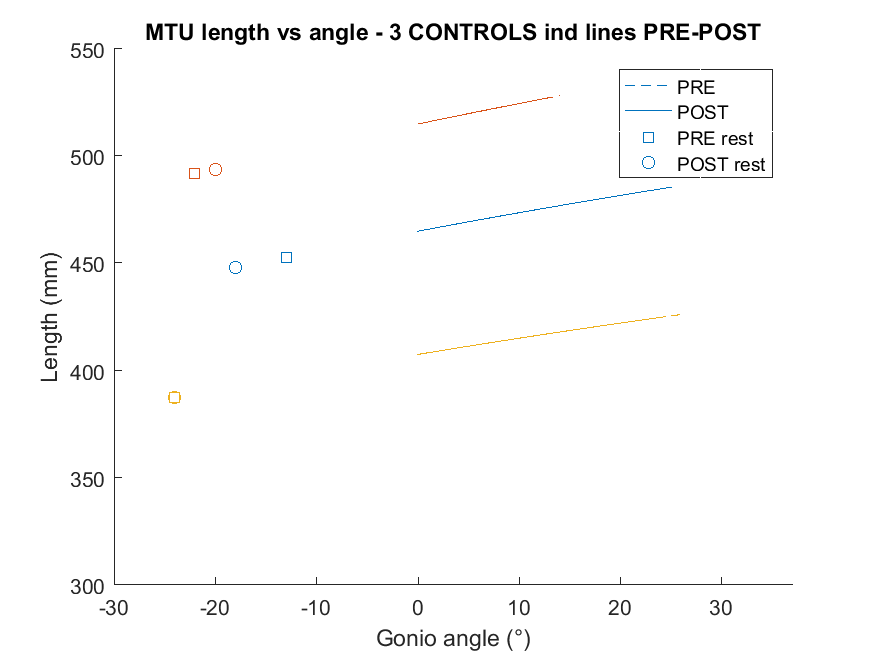 MTU length vs angle - 3 CONTROLS ind lines PRE-POST
550
500
450
400
350
300
Length (mm)
PRE
POST
PRE rest
POST rest
-30 -20 -10 0 10 20 30
Gonio angle (°)